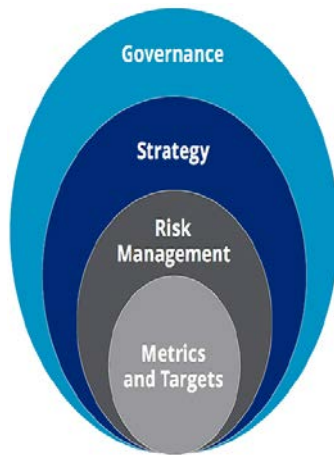 Governance
Strategy
Risk
Management
Metrics
and Targets